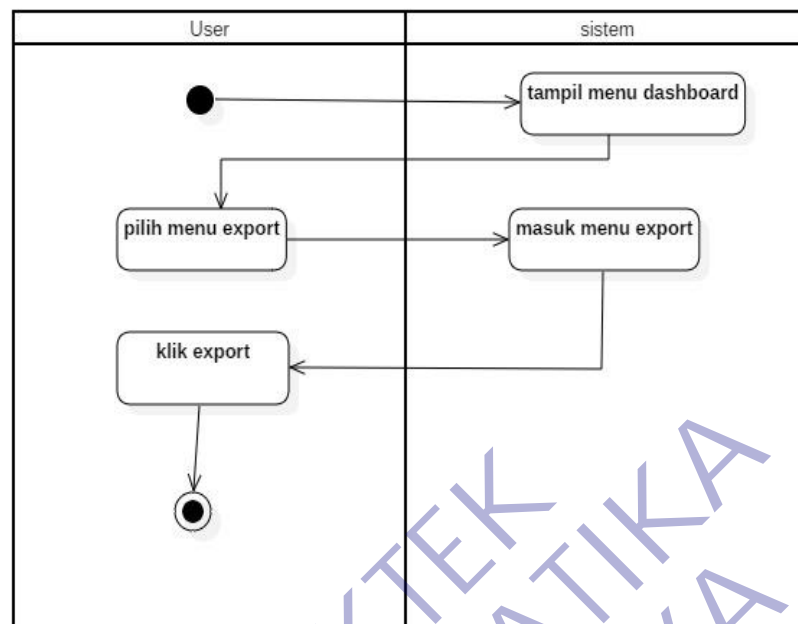 User
sistem
tampil menu dashboard
pilih menu export
masuk menu export
klik export